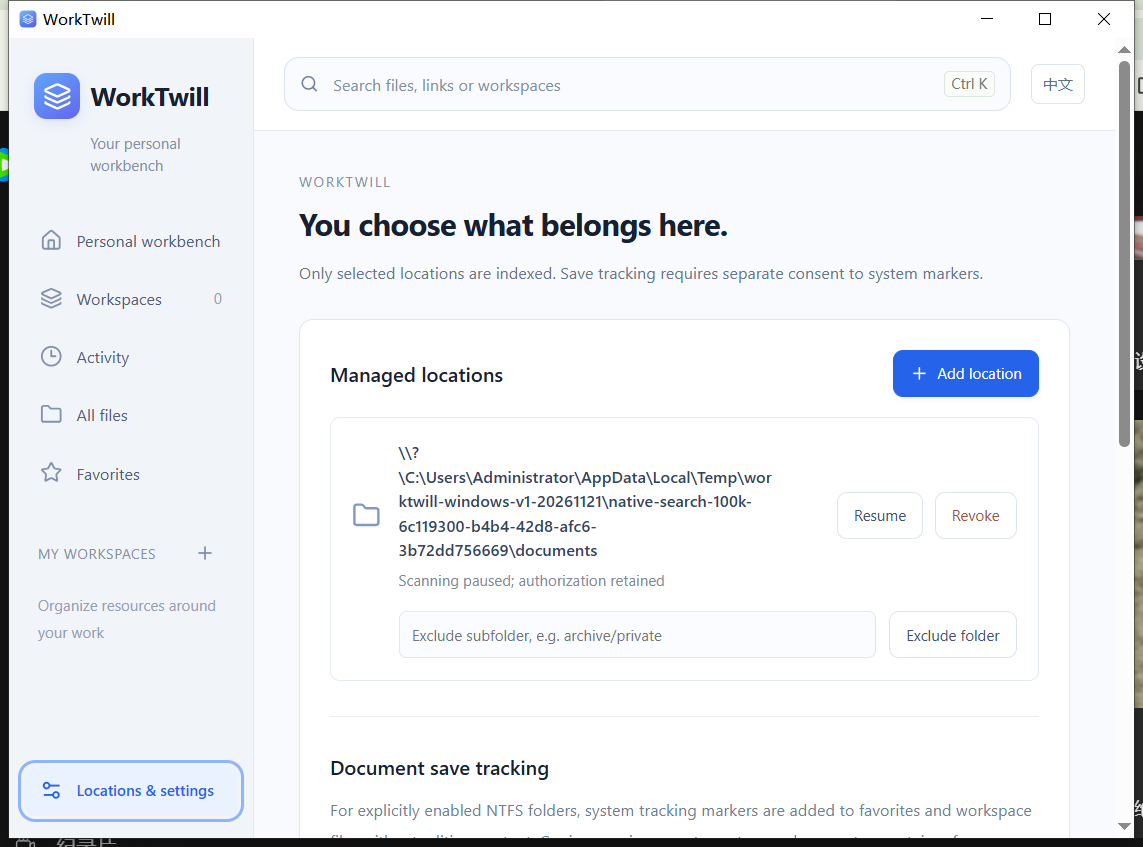 WorkTwill
WorkTwill
Your personal
workbench
Personal workbench
Workspaces 0
Activity
All files
Favorites
MY WORKSPACES
Organize resources around
your work
Locations & settings
Search files, links or workspaces Ctrl K 中文
WORKTWILL
You choose what belongs here.
Only selected locations are indexed. Save tracking requires separate consent to system markers.
Managed locations
+ Add location
\\?
\C:\Users\Administrator\AppData\Local\Temp\wor
ktwill-windows-v1-20261121\native-search-100k-
6c119300-b4b4-42d8-afc6-
3b72dd756669\documents
Scanning paused; authorization retained
Resume Revoke
Exclude subfolder, e.g. archive/private Exclude folder
Document save tracking
For explicitly enabled NTFS folders, system tracking markers are added to favorites and workspace